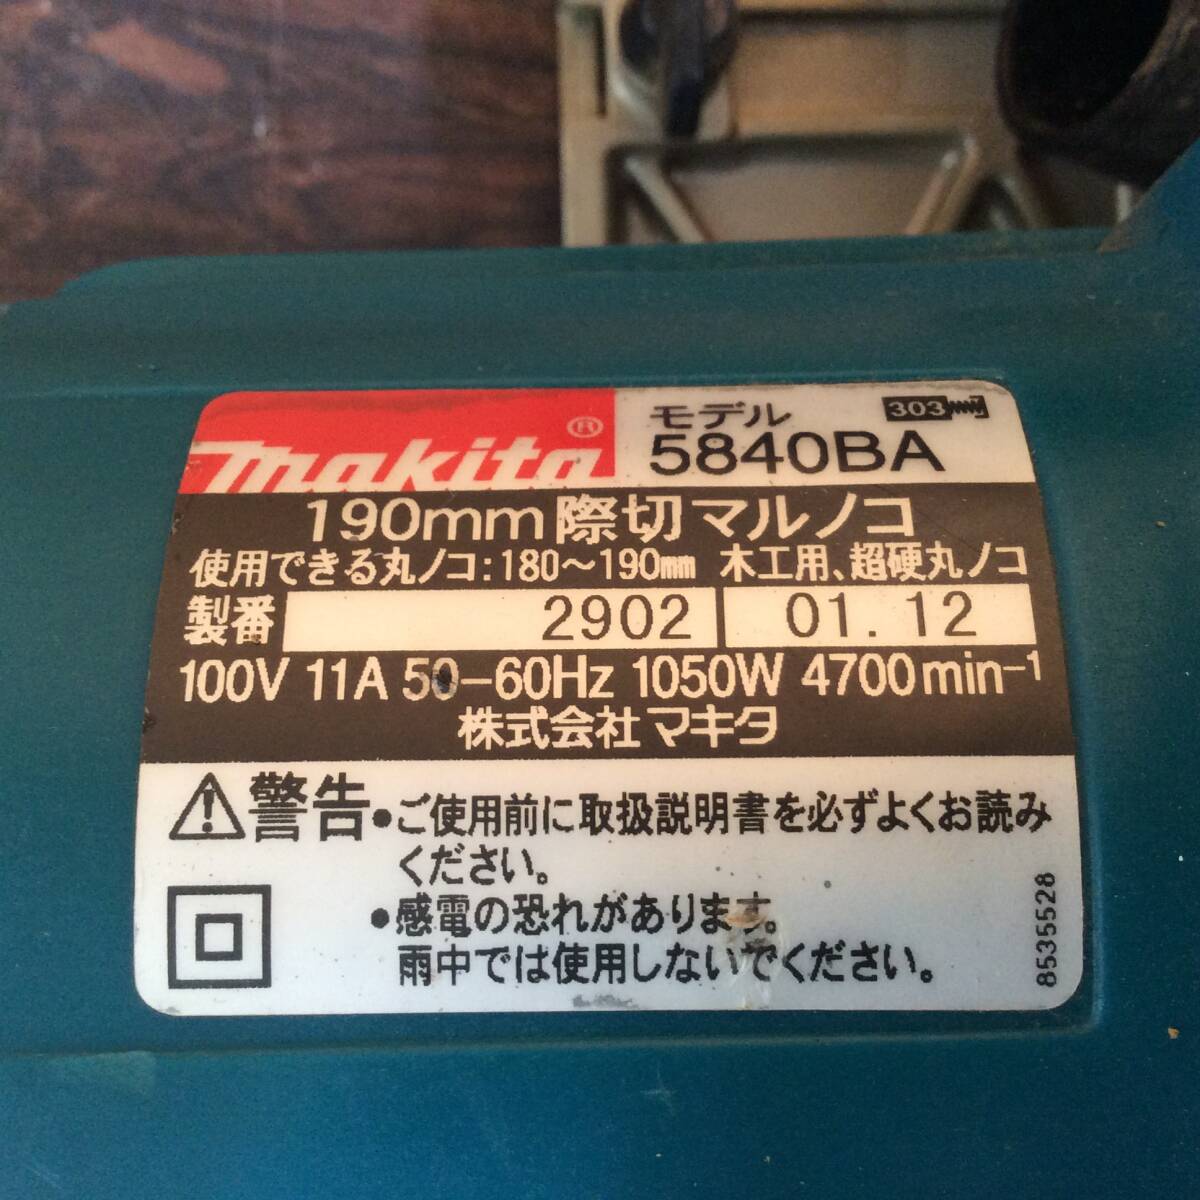 makita®
モデル 303
5840BA
190mm 際切マルノコ
使用できる丸ノコ:180～190mm 木工用、超硬丸ノコ
製番 2902 01.12
100V 11A 50-60Hz 1050W 4700min-1
株式会社マキタ
警告 •ご使用前に取扱説明書を必ずよくお読み
ください。
•感電の恐れがあります。
雨中では使用しないでください。
8535528